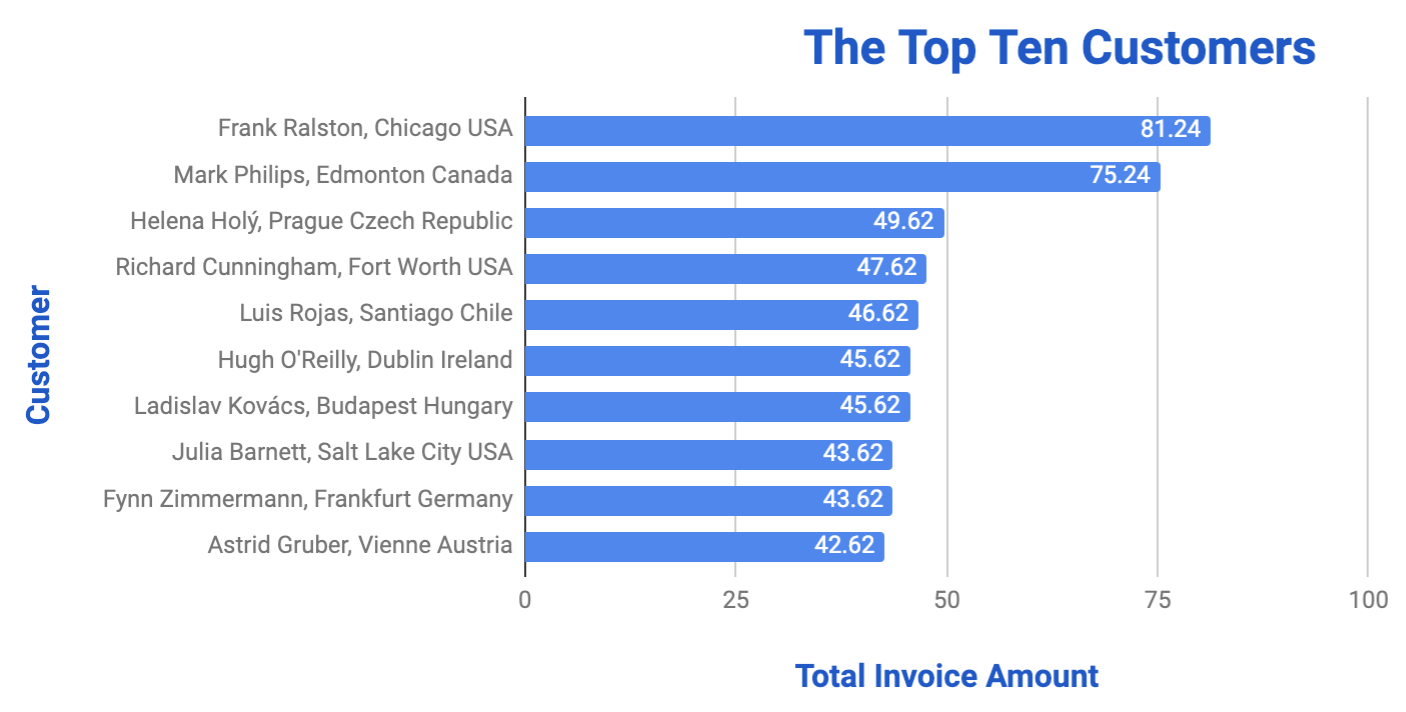 The Top Ten Customers
Customer
Frank Ralston, Chicago USA 81.24
Mark Philips, Edmonton Canada 75.24
Helena Holý, Prague Czech Republic 49.62
Richard Cunningham, Fort Worth USA 47.62
Luis Rojas, Santiago Chile 46.62
Hugh O'Reilly, Dublin Ireland 45.62
Ladislav Kovács, Budapest Hungary 45.62
Julia Barnett, Salt Lake City USA 43.62
Fynn Zimmermann, Frankfurt Germany 43.62
Astrid Gruber, Vienne Austria 42.62
0 25 50 75 100
Total Invoice Amount